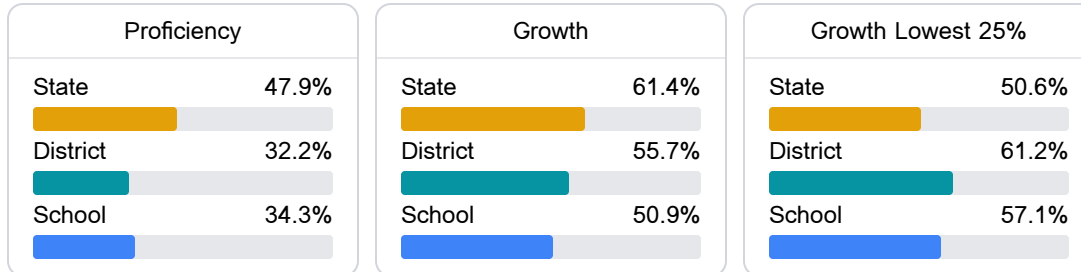 Proficiency
State 47.9%
District 32.2%
School 34.3%
Growth
State 61.4%
District 55.7%
School 50.9%
Growth Lowest 25%
State 50.6%
District 61.2%
School 57.1%